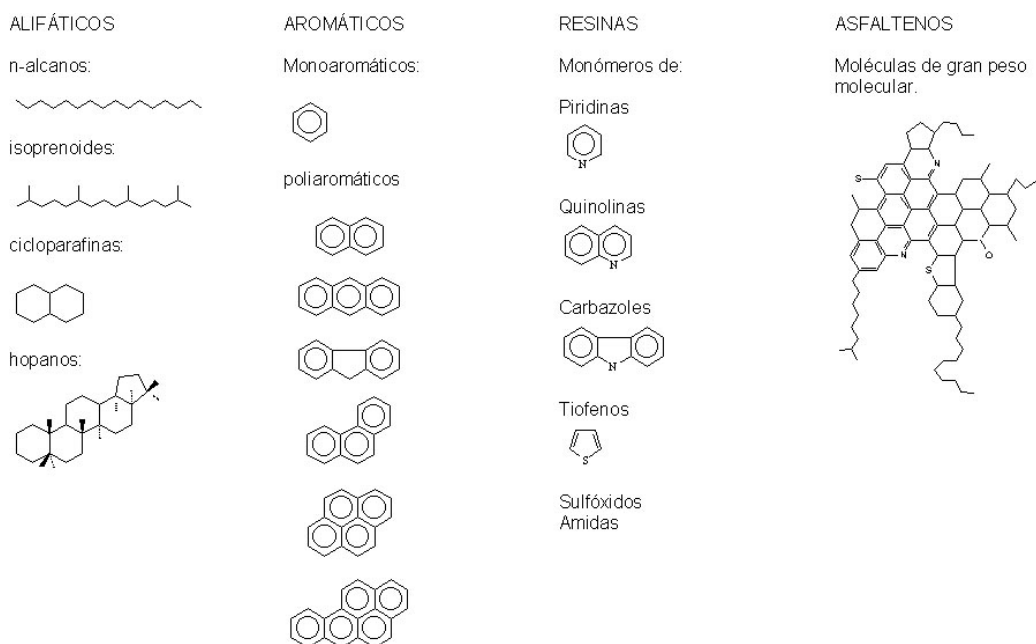 ALIFÁTICOS
n-alcanos:
isoprenoides:
cicloparafinas:
hopanos:
AROMÁTICOS
Monoaromáticos:
poliaromáticos
RESINAS
Monómeros de:
Piridinas
N
Quinolinas
N
Carbazoles
N
Tiofenos
S
Sulfóxidos
Amidas
ASFALTENOS
Moléculas de gran peso
molecular.
N
S
N
O
S